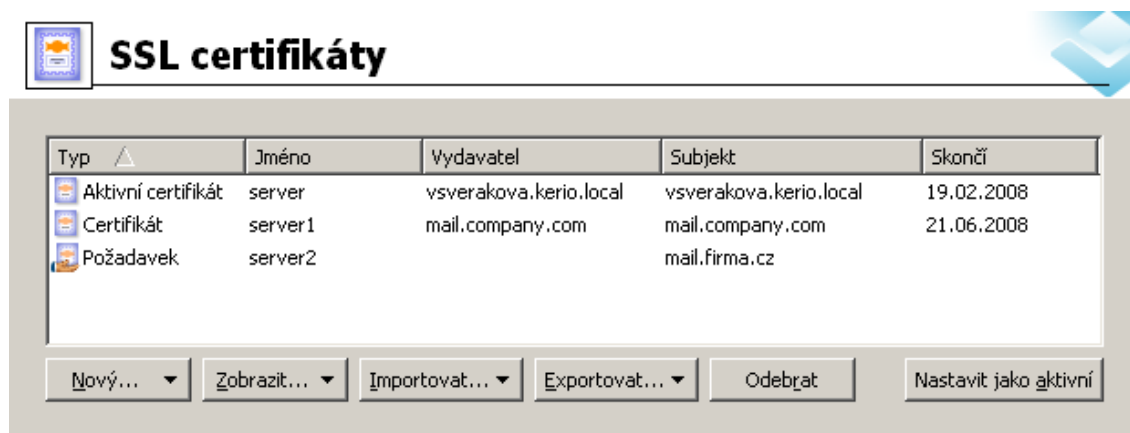 SSL certifikáty
Typ Jméno Vydavatel Subjekt Skončí
Aktivní certifikát server vsverakova.kerio.local vsverakova.kerio.local 19.02.2008
Certifikát server1 mail.company.com mail.company.com 21.06.2008
Požadavek server2 mail.firma.cz
Nový... Zobrazit... Importovat... Exportovat... Odebrat Nastavit jako aktivní